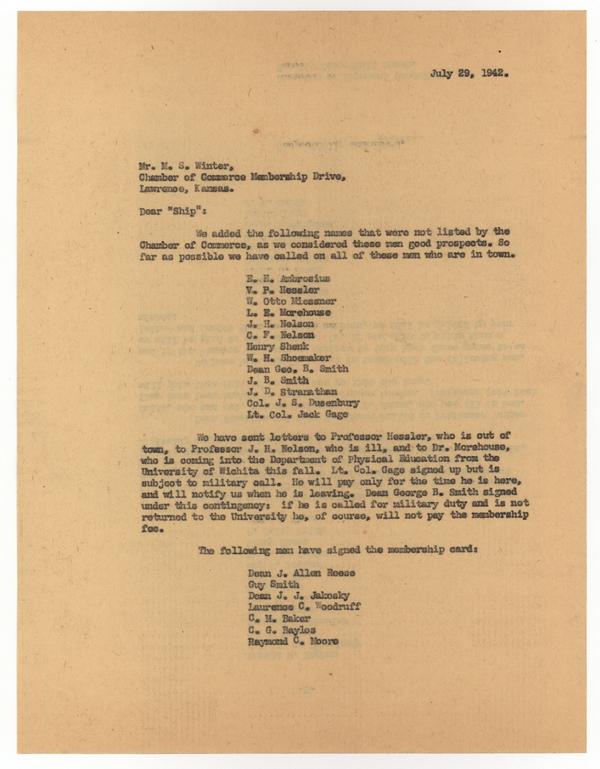 July 29, 1942.
Mr. M. S. Winter,
Chamber of Commerce Membership Drive,
Lawrence, Kansas.
Dear "Ship":
We added the following names that were not listed by the
Chamber of Commerce, as we considered these men good prospects. So
far as possible we have called on all of these men who are in town.
E. H. Ambrosius
V. P. Hessler
W. Otto Miessner
L. E. Morehouse
J. H. Nelson
C. F. Nelson
Henry Shenk
W. H. Shoemaker
Dean Geo. B. Smith
J. B. Smith
J. D. Stranathan
Col. J. S. Dusenbury
Lt. Col. Jack Gage
We have sent letters to Professor Hessler, who is out of
town, to Professor J. H. Nelson, who is ill, and to Dr. Morehouse,
who is coming into the Department of Physical Education from the
University of Wichita this fall. Lt. Col. Gage signed up but is
subject to military call. He will pay only for the time he is here,
and will notify us when he is leaving. Dean George B. Smith signed
under this contingency: if he is called for military duty and is not
returned to the University he, of course, will not pay the membership
fee.
The following men have signed the membership card:
Dean J. Allen Reese
Guy Smith
Dean J. J. Jakosky
Laurence C. Woodruff
C. M. Baker
C. G. Bayles
Raymond C. Moore